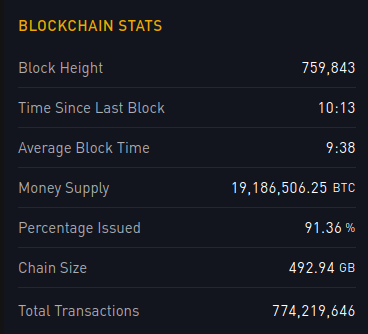 BLOCKCHAIN STATS
Block Height 759,843
Time Since Last Block 10:13
Average Block Time 9:38
Money Supply 19,186,506.25 BTC
Percentage Issued 91.36 %
Chain Size 492.94 GB
Total Transactions 774,219,646